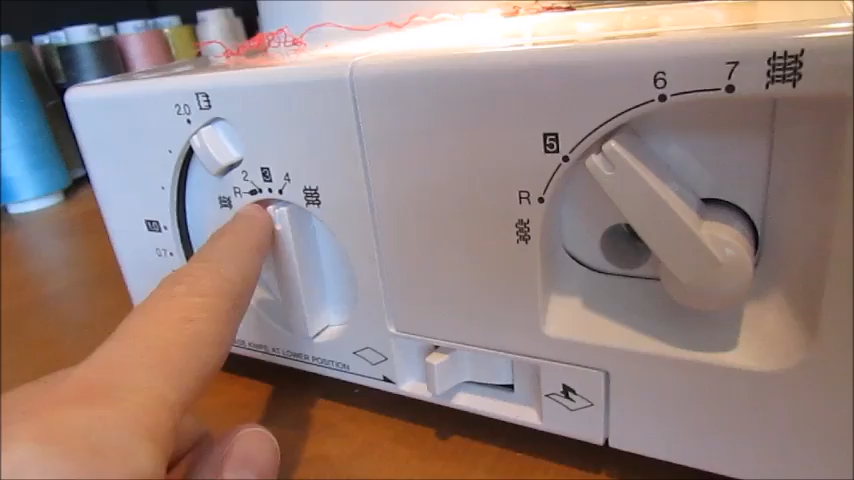 2.0
M
0.7
R 2 3 4
KNIFE AT LOWER POSITION
R 5 6 7